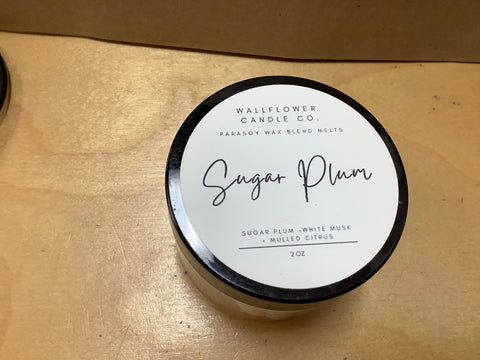 WALLFLOWER
CANDLE CO.
PARASOY WAX BLEND MELTS
Sugar Plum
SUGAR PLUM + WHITE MUSK
+ MULLED CITRUS
2 OZ